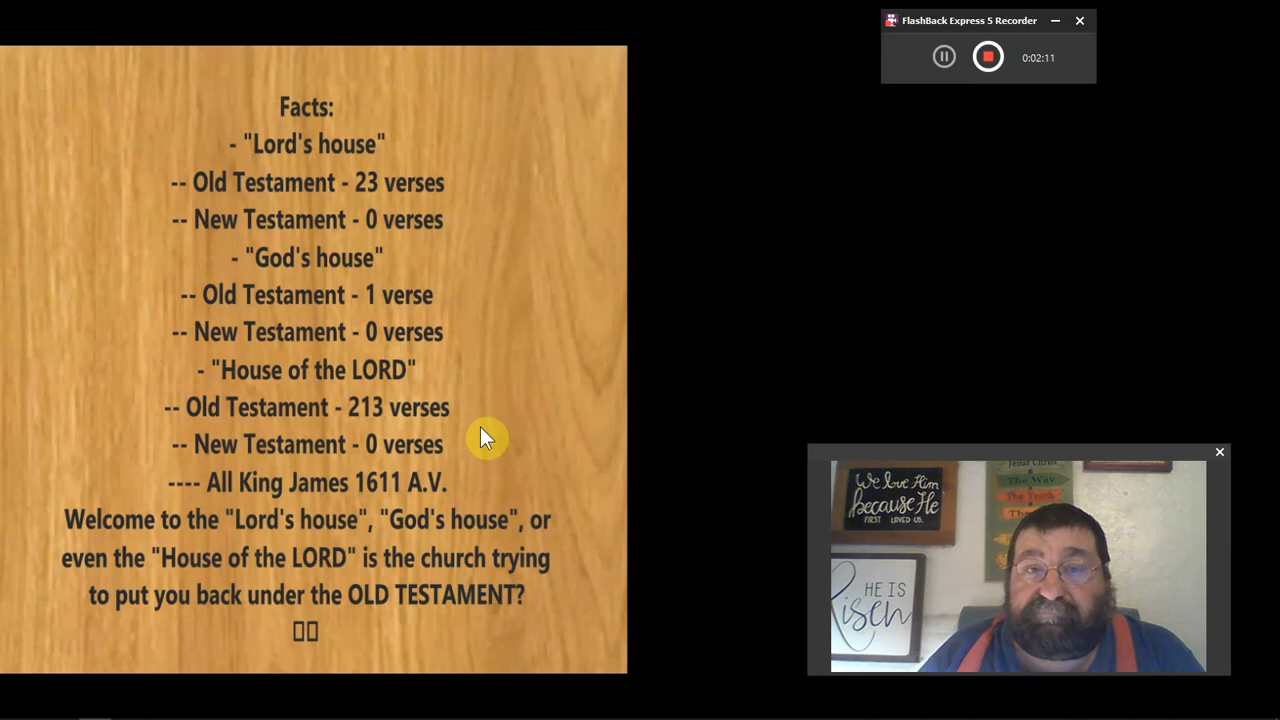 FlashBack Express 5 Recorder
0:02:11
Facts:
- "Lord's house"
-- Old Testament - 23 verses
-- New Testament - 0 verses
- "God's house"
-- Old Testament - 1 verse
-- New Testament - 0 verses
- "House of the LORD"
-- Old Testament - 213 verses
-- New Testament - 0 verses
---- All King James 1611 A.V.
Welcome to the "Lord's house", "God's house", or
even the "House of the LORD" is the church trying
to put you back under the OLD TESTAMENT?
We love Him
because He
FIRST LOVED US.
Jesus Christ
The Way
The Truth
The
HE IS
Risen